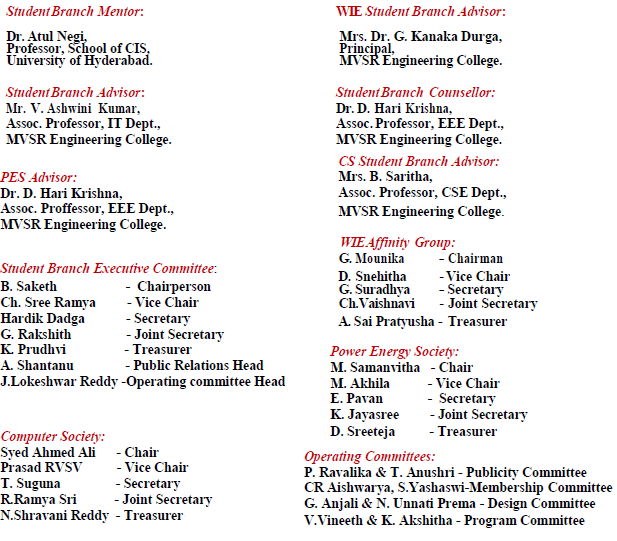 Student Branch Mentor:
Dr. Atul Negi,
Professor, School of CIS,
University of Hyderabad.
Student Branch Advisor:
Mr. V. Ashwini Kumar,
Assoc. Professor, IT Dept.,
MVSR Engineering College.
PES Advisor:
Dr. D. Hari Krishna,
Assoc. Proffessor, EEE Dept.,
MVSR Engineering College.
Student Branch Executive Committee:
B. Saketh - Chairperson
Ch. Sree Ramya - Vice Chair
Hardik Dadga - Secretary
G. Rakshith - Joint Secretary
K. Prudhvi - Treasurer
A. Shantanu - Public Relations Head
J.Lokeshwar Reddy -Operating committee Head
Computer Society:
Syed Ahmed Ali - Chair
Prasad RVSV - Vice Chair
T. Suguna - Secretary
R.Ramya Sri - Joint Secretary
N.Shravani Reddy - Treasurer
WIE Student Branch Advisor:
Mrs. Dr. G. Kanaka Durga,
Principal,
MVSR Engineering College.
Student Branch Counsellor:
Dr. D. Hari Krishna,
Assoc. Professor, EEE Dept.,
MVSR Engineering College.
CS Student Branch Advisor:
Mrs. B. Saritha,
Assoc. Professor, CSE Dept.,
MVSR Engineering College.
WIE Affinity Group:
G. Mounika - Chairman
D. Snehitha - Vice Chair
G. Suradhya - Secretary
Ch.Vaishnavi - Joint Secretary
A. Sai Pratyusha - Treasurer
Power Energy Society:
M. Samanvitha - Chair
M. Akhila - Vice Chair
E. Pavan - Secretary
K. Jayasree - Joint Secretary
D. Sreeteja - Treasurer
Operating Committees:
P. Ravalika & T. Anushri - Publicity Committee
CR Aishwarya, S.Yashaswi-Membership Committee
G. Anjali & N. Unnati Prema - Design Committee
V.Vineeth & K. Akshitha - Program Committee